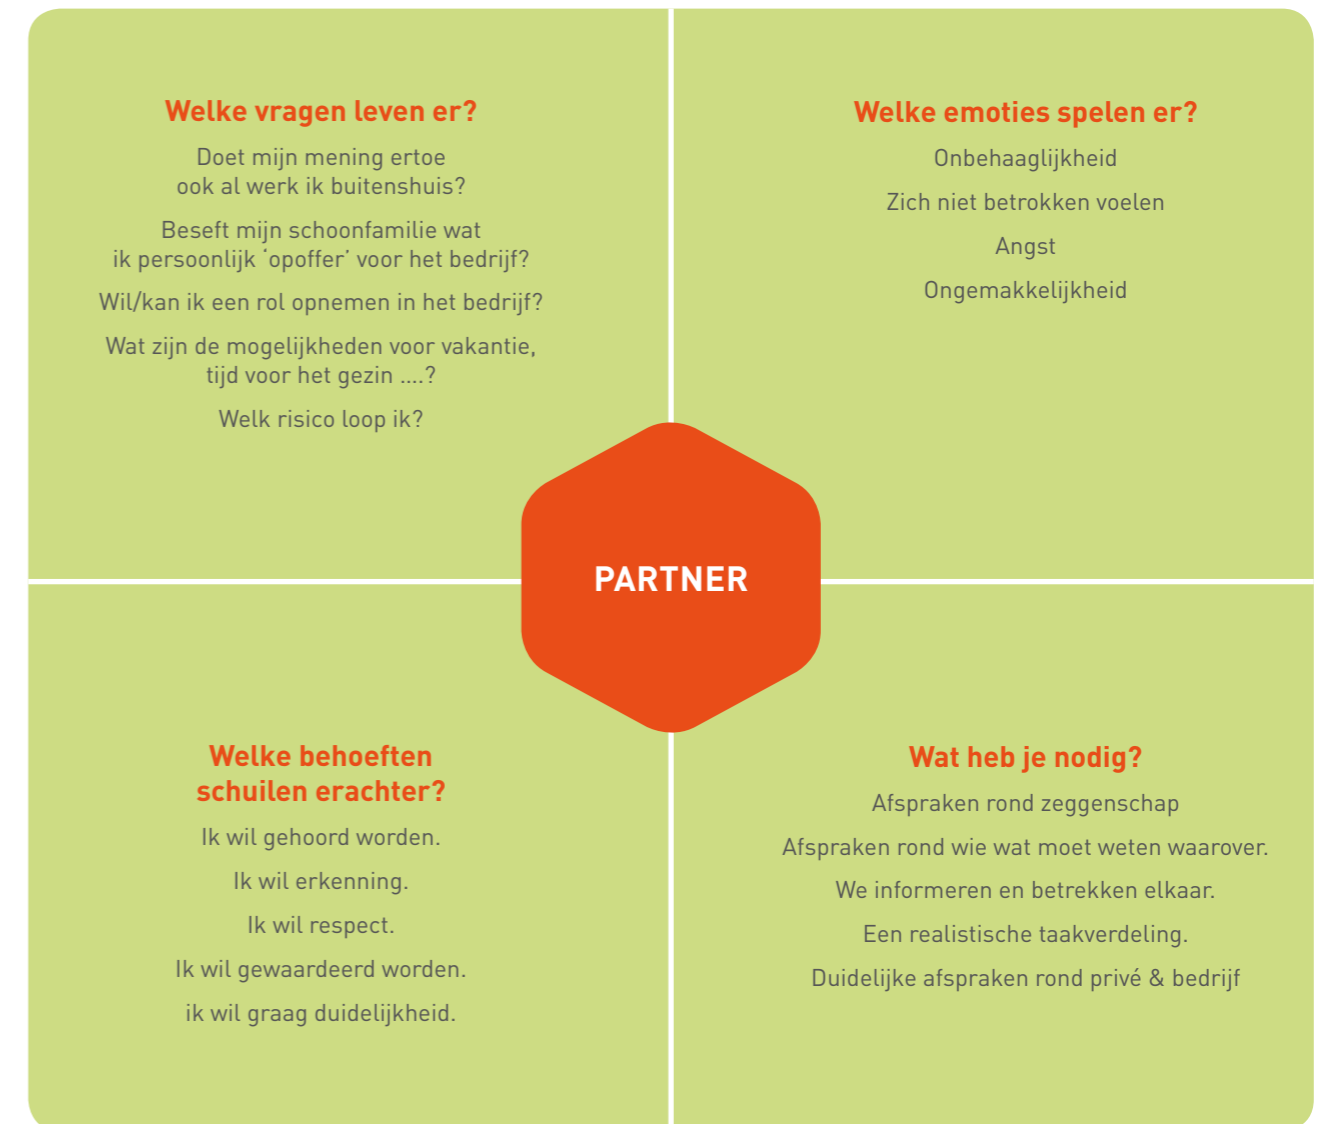 Welke vragen leven er?
Doet mijn mening ertoe
ook al werk ik buitenshuis?
Beseft mijn schoonfamilie wat
ik persoonlijk ‘opoffer’ voor het bedrijf?
Wil/kan ik een rol opnemen in het bedrijf?
Wat zijn de mogelijkheden voor vakantie,
tijd voor het gezin ....?
Welk risico loop ik?
Welke emoties spelen er?
Onbehaaglijkheid
Zich niet betrokken voelen
Angst
Ongemakkelijkheid
PARTNER
Welke behoeften
schuilen erachter?
Ik wil gehoord worden.
Ik wil erkenning.
Ik wil respect.
Ik wil gewaardeerd worden.
ik wil graag duidelijkheid.
Wat heb je nodig?
Afspraken rond zeggenschap
Afspraken rond wie wat moet weten waarover.
We informeren en betrekken elkaar.
Een realistische taakverdeling.
Duidelijke afspraken rond privé & bedrijf